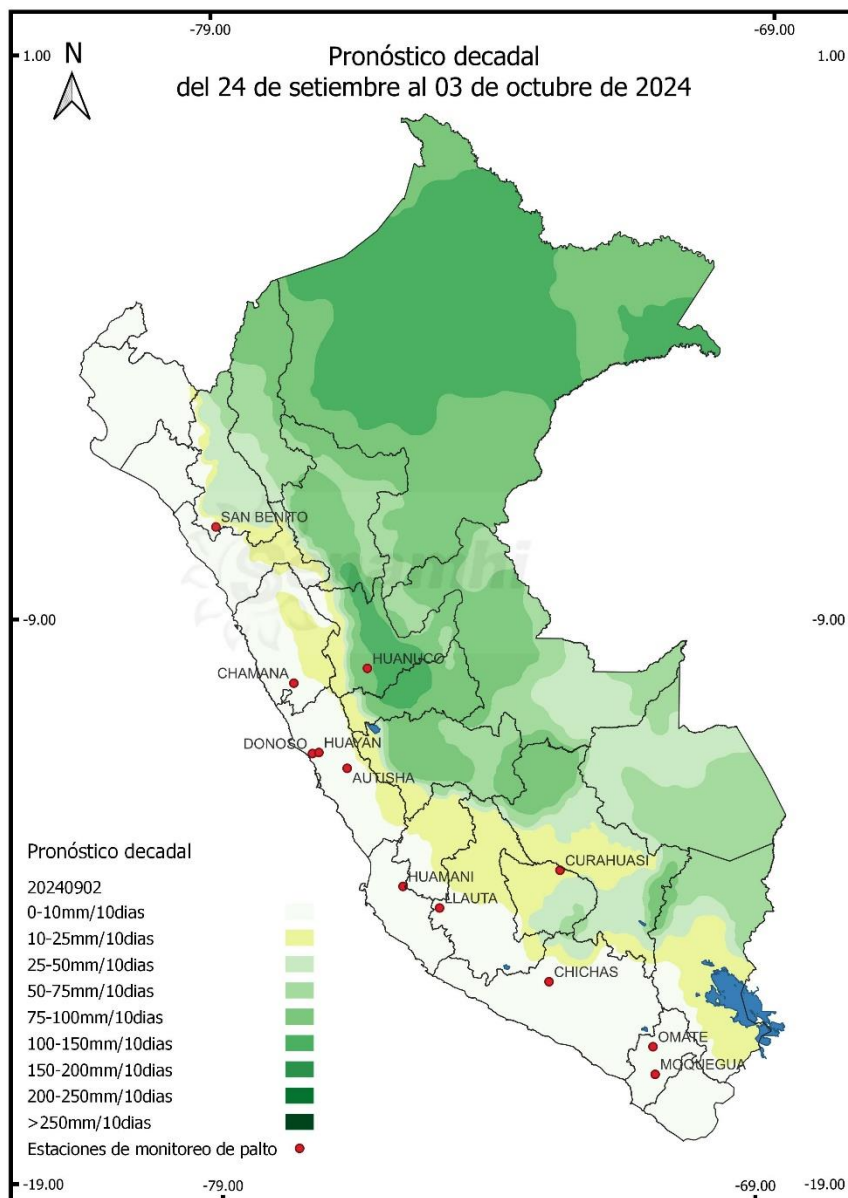 -79.00
-69.00
1.00
N
Pronóstico decadal
1.00
del 24 de setiembre al 03 de octubre de 2024
SAN BENITO
Senamhi
-9.00
-9.00
HUANUCO
CHAMANA
DONOSO
HUAYAN
AUTISHA
CURAHUASI
HUAMANI
LLAUTA
CHICHAS
OMATE
MOQUEGUA
Pronóstico decadal
20240902
0-10mm/10dias
10-25mm/10dias
25-50mm/10dias
50-75mm/10dias
75-100mm/10dias
100-150mm/10dias
150-200mm/10dias
200-250mm/10dias
>250mm/10dias
Estaciones de monitoreo de palto
-19.00
-79.00
-69.00
-19.00